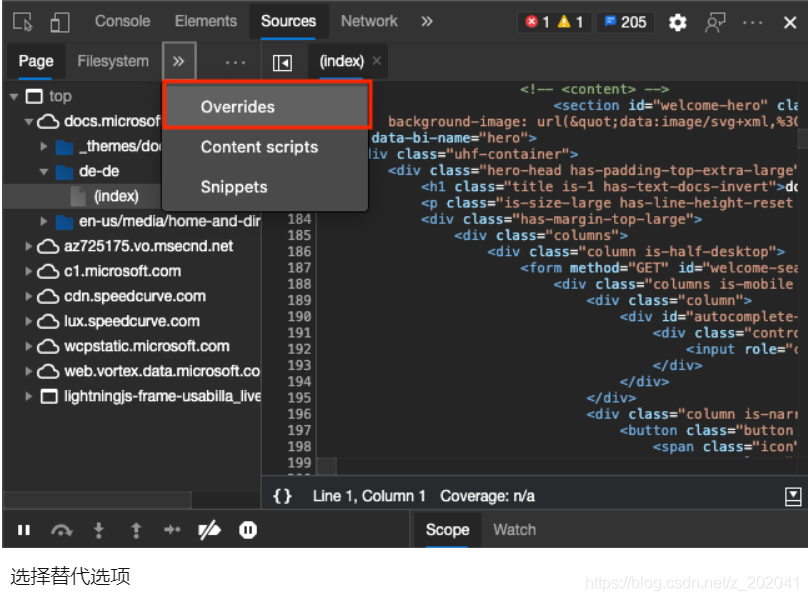 Console Elements Sources Network » 1 1 205 ··· ×
Page Filesystem » ··· (index) ×
top
docs.microsof
_themes/do
de-de
(index)
en-us/media/home-and-dir
az725175.vo.msecnd.net
c1.microsoft.com
cdn.speedcurve.com
lux.speedcurve.com
wcpstatic.microsoft.com
web.vortex.data.microsoft.co
lightningjs-frame-usabilla_live
Overrides
Content scripts
Snippets
<!-- <content> -->
<section id="welcome-hero" cla
background-image: url(&quot;data:image/svg+xml,%3C
data-bi-name="hero">
iv class="uhf-container">
<div class="hero-head has-padding-top-extra-large"
<h1 class="title is-1 has-text-docs-invert">do
<p class="is-size-large has-line-height-reset
184 <div class="has-margin-top-large">
185 <div class="columns">
186 <div class="column is-half-desktop">
187 <form method="GET" id="welcome-sea
188 <div class="columns is-mobile
189 <div class="column">
190 <div id="autocomplete-
191 <div class="contro
192 <input role="c
193 </div>
194 </div>
195 </div>
196 <div class="column is-narr
197 <button class="button
198 <span class="icon"
199
{} Line 1, Column 1 Coverage: n/a
Scope Watch
选择替代选项
https://blog.csdn.net/z_202041